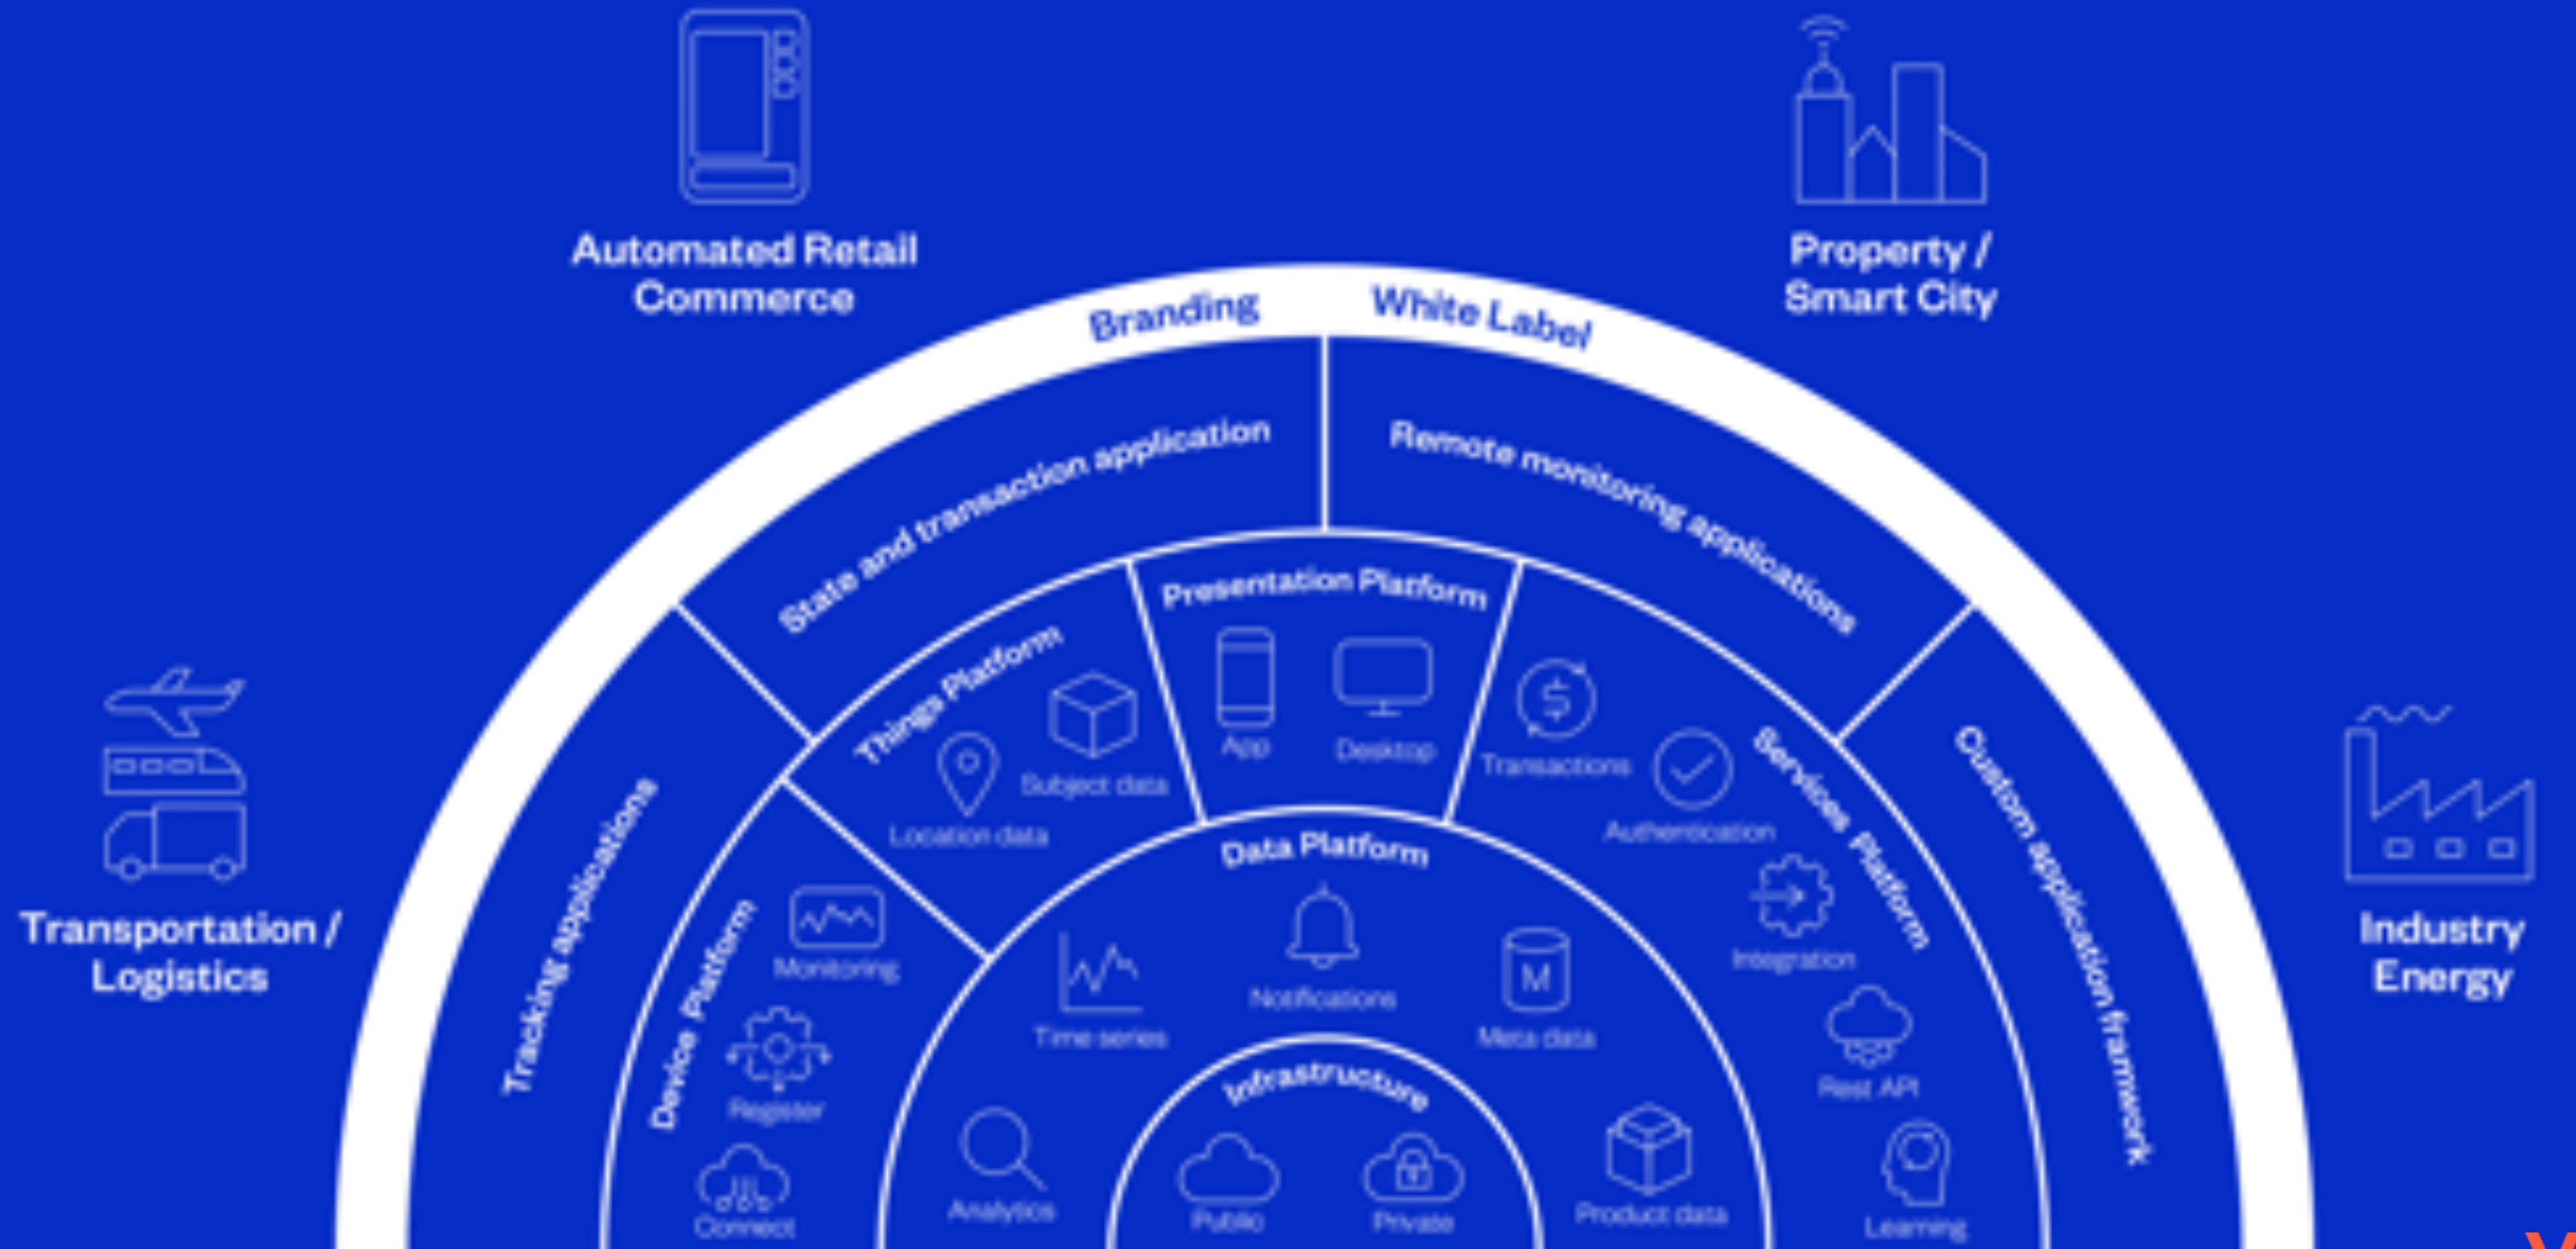 Automated Retail
Commerce
Property /
Smart City
Branding
White Label
State and transaction application
Remote monitoring applications
Presentation Platform
App
Desktop
Things Platform
Subject data
Location data
Transactions
Authentication
Services Platform
Integration
Rest API
Learning
Custom application framwork
Transportation /
Logistics
Industry
Energy
Tracking applications
Device Platform
Monitoring
Register
Connect
Data Platform
Time series
Notifications
Meta data
Analytics
Product data
Infrastructure
Public
Private